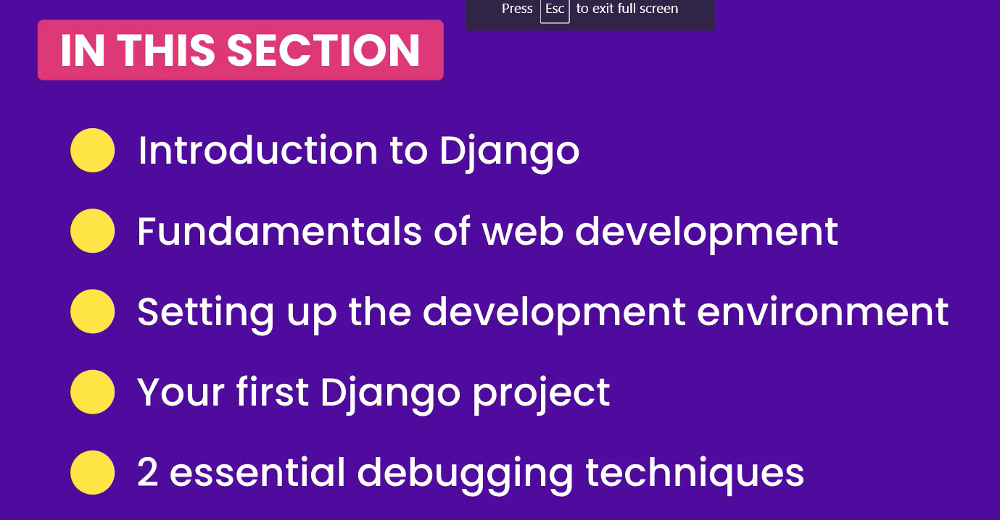 Press Esc to exit full screen
IN THIS SECTION
Introduction to Django
Fundamentals of web development
Setting up the development environment
Your first Django project
2 essential debugging techniques